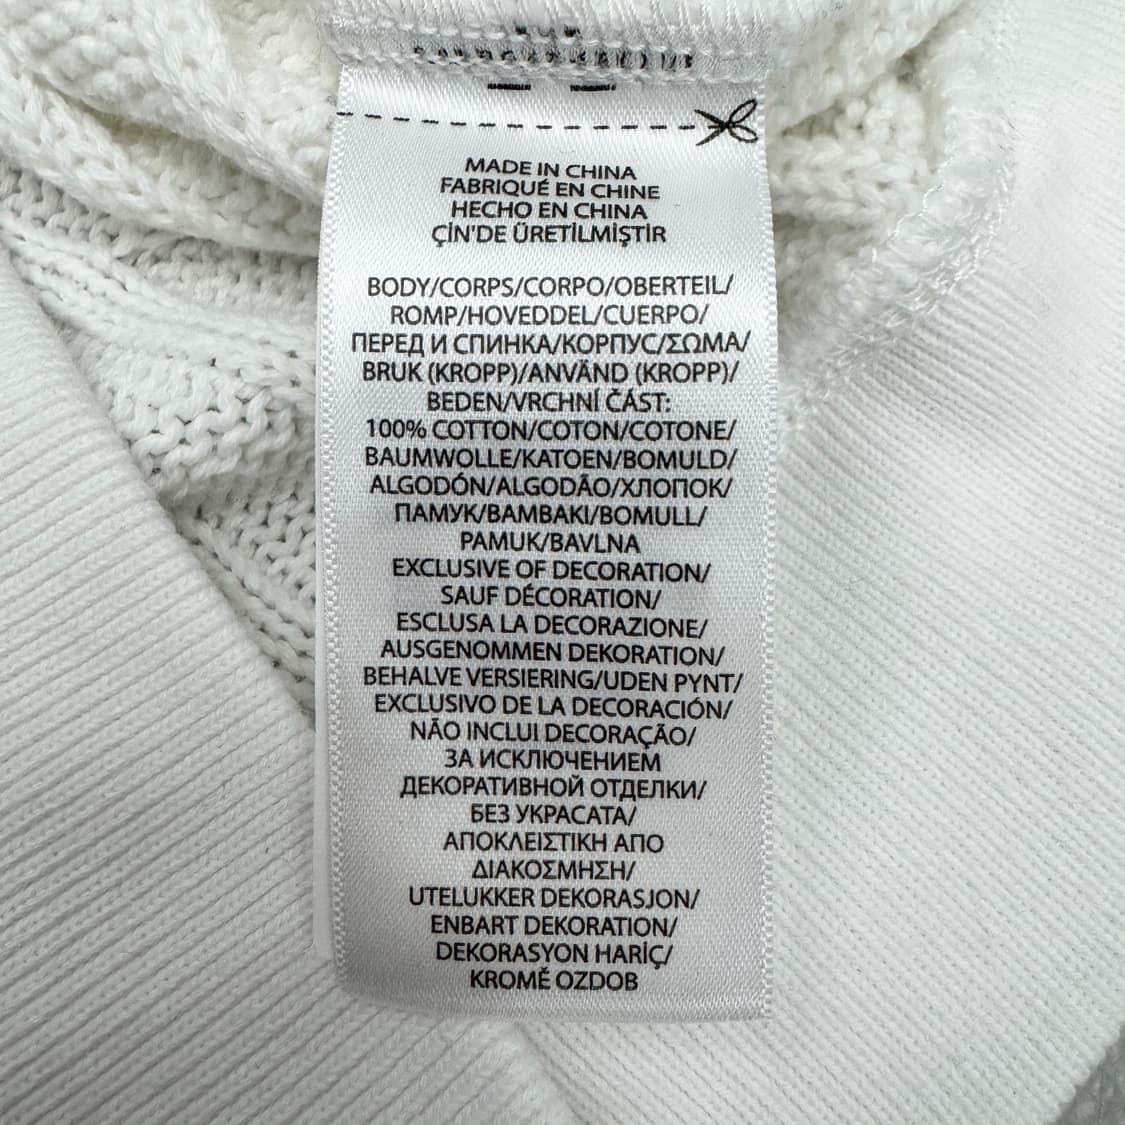 MADE IN CHINA
FABRIQUÉ EN CHINE
HECHO EN CHINA
ÇİN'DE ÜRETİLMİŞTİR
BODY/CORPS/CORPO/OBERTEIL/
ROMP/HOVEDDEL/CUERPO/
ПЕРЕД И СПИНКА/КОРПУС/ΣΩΜΑ/
BRUK (KROPP)/ANVÄND (KROPP)/
BEDEN/VRCHNÍ ČÁST:
100% COTTON/COTON/COTONE/
BAUMWOLLE/KATOEN/BOMULD/
ALGODÓN/ALGODÃO/ХЛОПОК/
ПАМУК/ΒΑΜΒΑΚΙ/BOMULL/
PAMUK/BAVLNA
EXCLUSIVE OF DECORATION/
SAUF DÉCORATION/
ESCLUSA LA DECORAZIONE/
AUSGENOMMEN DEKORATION/
BEHALVE VERSIERING/UDEN PYNT/
EXCLUSIVO DE LA DECORACIÓN/
NÃO INCLUI DECORAÇÃO/
ЗА ИСКЛЮЧЕНИЕМ
ДЕКОРАТИВНОЙ ОТДЕЛКИ/
БЕЗ УКРАСАТА/
ΑΠΟΚΛΕΙΣΤΙΚΗ ΑΠΟ
ΔΙΑΚΟΣΜΗΣΗ/
UTELUKKER DEKORASJON/
ENBART DEKORATION/
DEKORASYON HARİÇ/
KROMĚ OZDOB